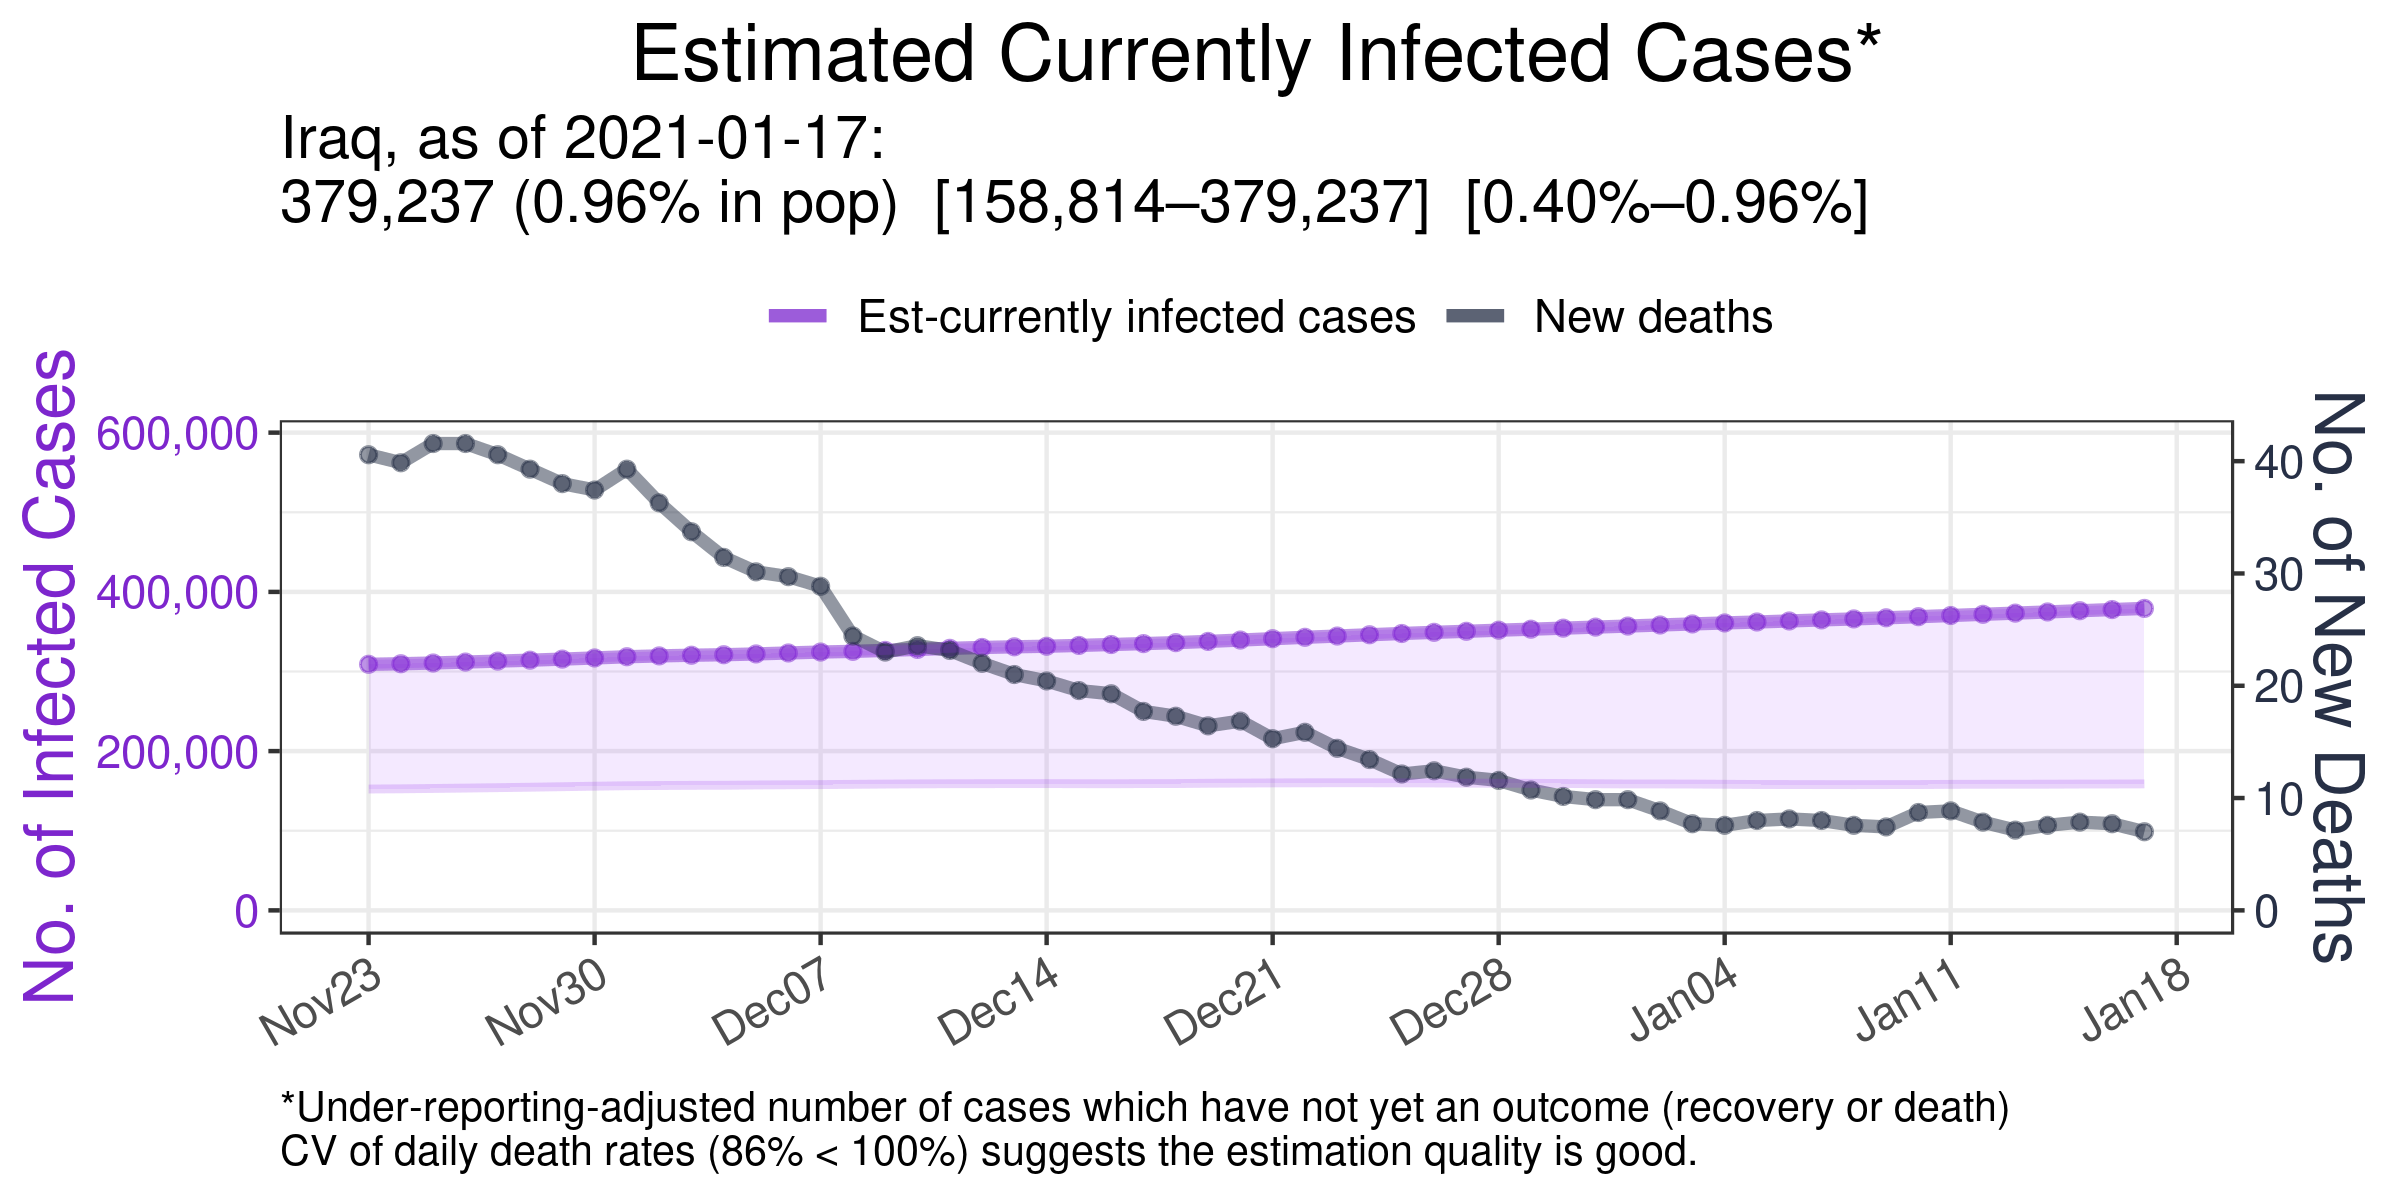 Estimated Currently Infected Cases*
Iraq, as of 2021-01-17:
379,237 (0.96% in pop)  [158,814–379,237]  [0.40%–0.96%]
Est-currently infected cases
New deaths
No. of Infected Cases
600,000
400,000
200,000
0
No. of New Deaths
40
30
20
10
0
Nov23
Nov30
Dec07
Dec14
Dec21
Dec28
Jan04
Jan11
Jan18
*Under-reporting-adjusted number of cases which have not yet an outcome (recovery or death)
CV of daily death rates (86% < 100%) suggests the estimation quality is good.